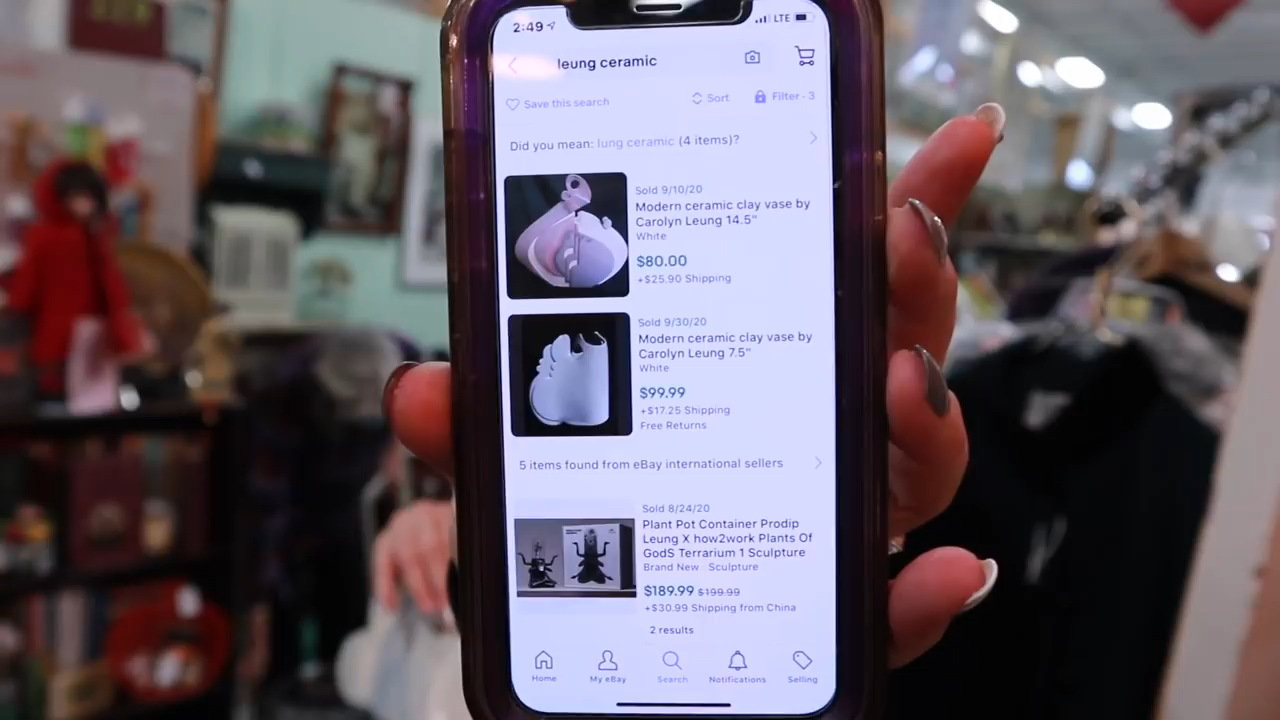 2:49
LTE
leung ceramic
Save this search
Sort
Filter - 3
Did you mean: lung ceramic (4 items)?
Sold 9/10/20
Modern ceramic clay vase by
Carolyn Leung 14.5"
White
$80.00
+$25.90 Shipping
Sold 9/30/20
Modern ceramic clay vase by
Carolyn Leung 7.5"
White
$99.99
+$17.25 Shipping
Free Returns
5 items found from eBay international sellers
Sold 8/24/20
Plant Pot Container Prodip
Leung X how2work Plants Of
GodS Terrarium 1 Sculpture
Brand New · Sculpture
$189.99 $199.99
+$30.99 Shipping from China
2 results
Home
My eBay
Search
Notifications
Selling